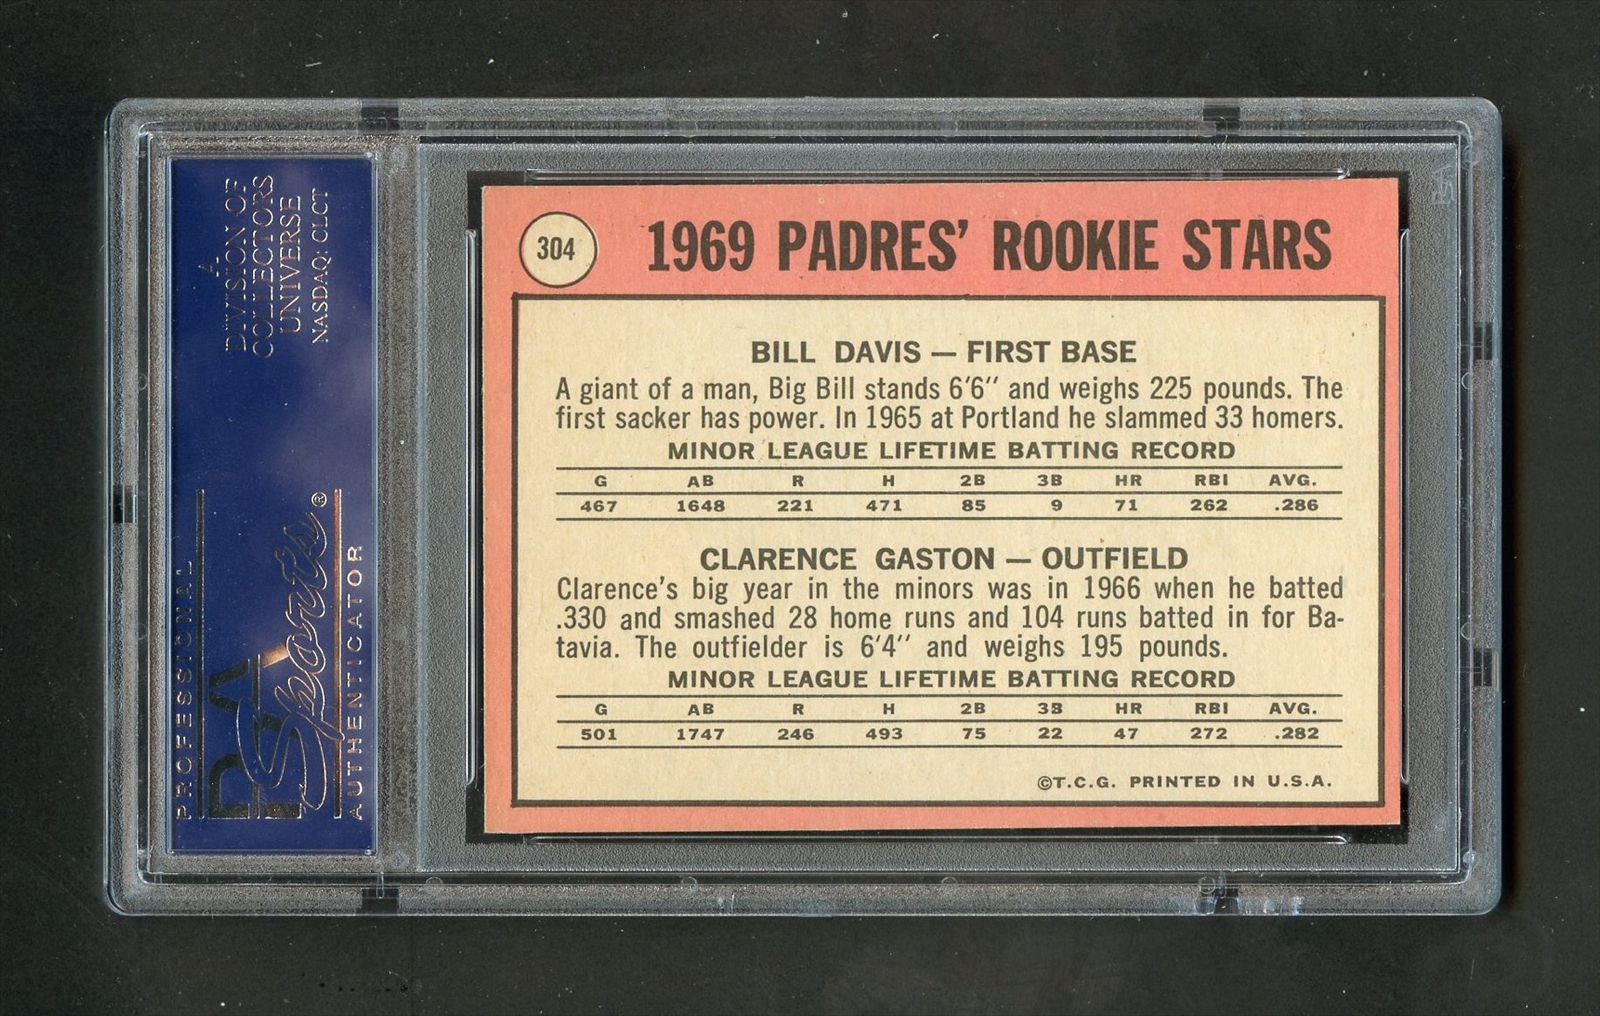 A
DIVISION OF
COLLECTORS
UNIVERSE
NASDAQ: CLCT
PROFESSIONAL
PSA
Sports®
AUTHENTICATOR
304
1969 PADRES' ROOKIE STARS
BILL DAVIS — FIRST BASE
A giant of a man, Big Bill stands 6'6'' and weighs 225 pounds. The
first sacker has power. In 1965 at Portland he slammed 33 homers.
MINOR LEAGUE LIFETIME BATTING RECORD
G AB R H 2B 3B HR RBI AVG.
467 1648 221 471 85 9 71 262 .286
CLARENCE GASTON — OUTFIELD
Clarence's big year in the minors was in 1966 when he batted
.330 and smashed 28 home runs and 104 runs batted in for Ba-
tavia. The outfielder is 6'4'' and weighs 195 pounds.
MINOR LEAGUE LIFETIME BATTING RECORD
G AB R H 2B 3B HR RBI AVG.
501 1747 246 493 75 22 47 272 .282
©T.C.G. PRINTED IN U.S.A.